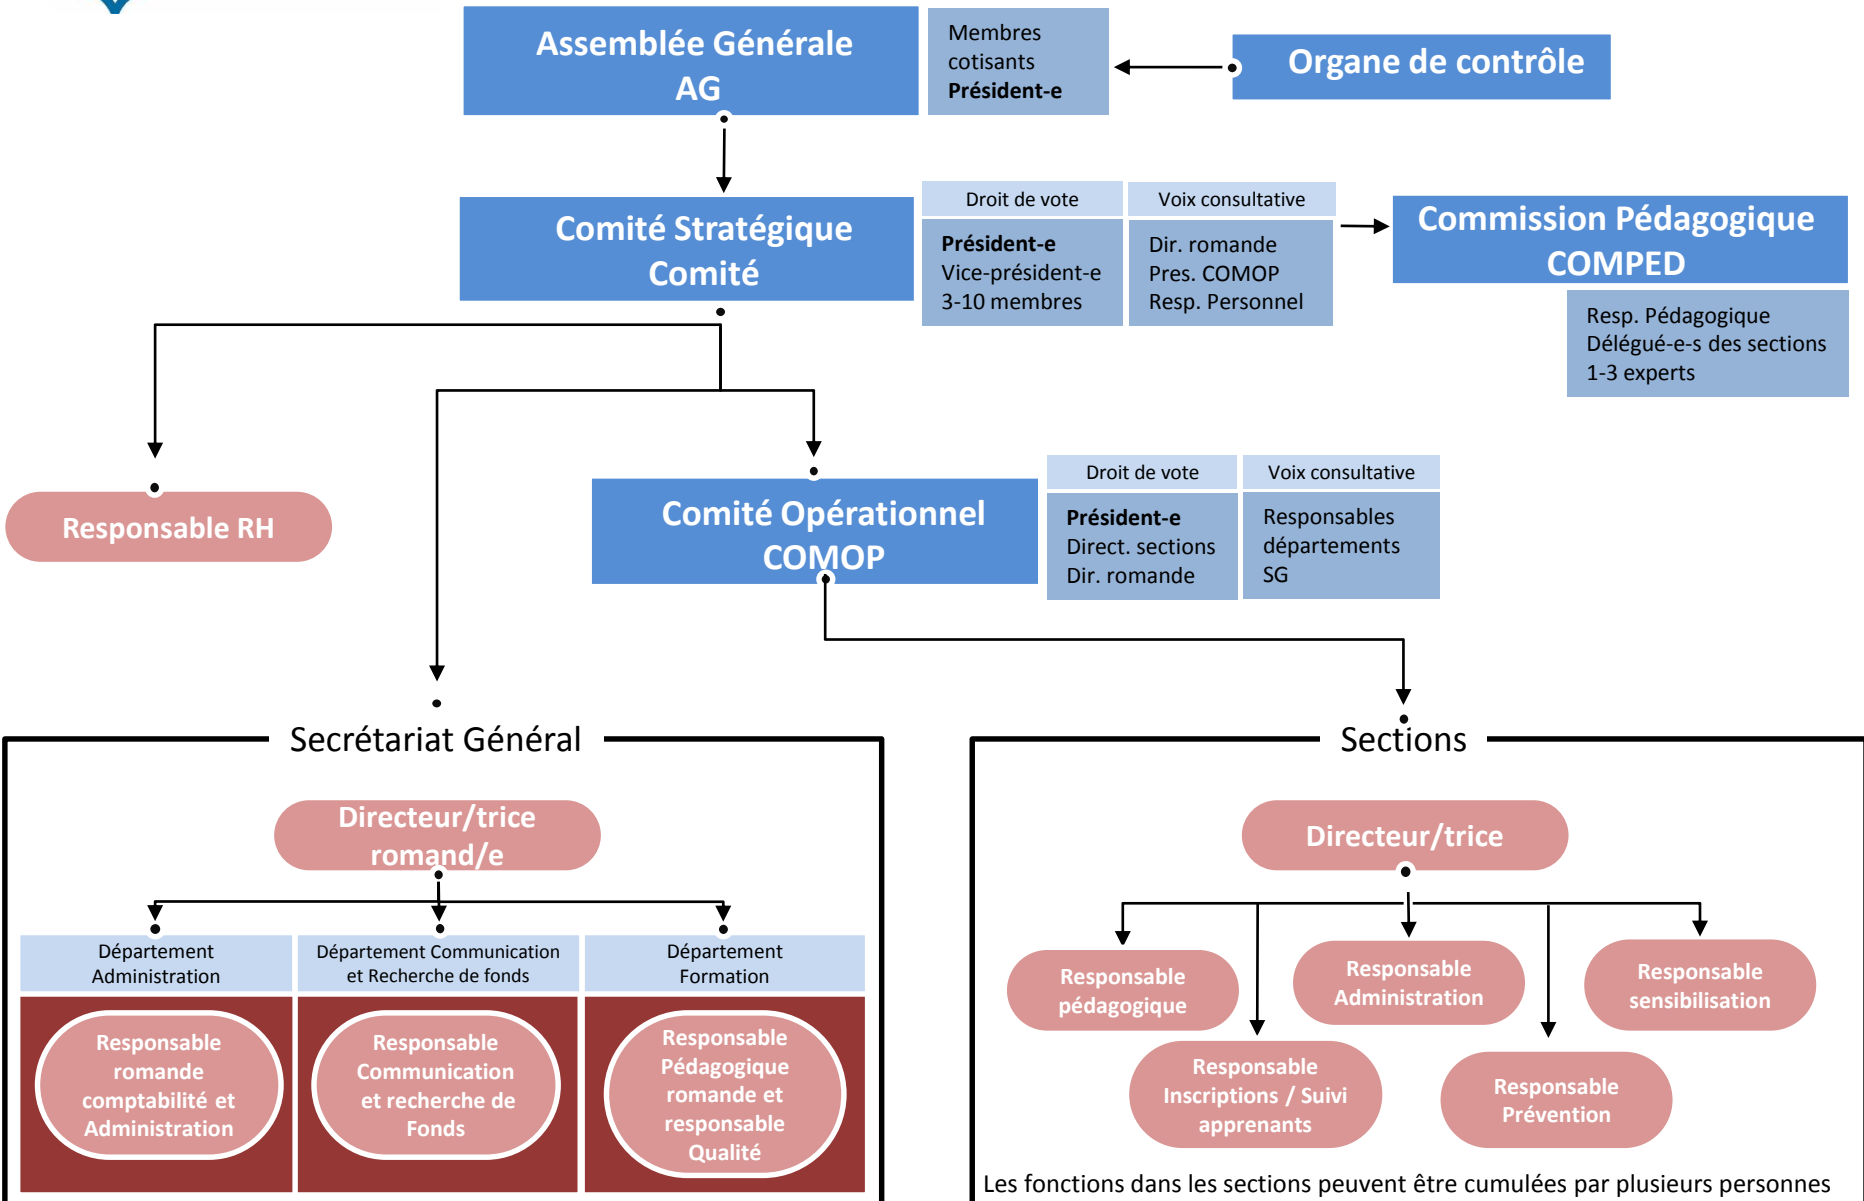 Assemblée Générale
AG
Membres
cotisants
Président-e
Organe de contrôle
Comité Stratégique
Comité
Droit de vote
Président-e
Vice-président-e
3-10 membres
Voix consultative
Dir. romande
Pres. COMOP
Resp. Personnel
Commission Pédagogique
COMPED
Resp. Pédagogique
Délégué-e-s des sections
1-3 experts
Responsable RH
Comité Opérationnel
COMOP
Droit de vote
Président-e
Direct. sections
Dir. romande
Voix consultative
Responsables
départements
SG
Secrétariat Général
Directeur/trice
romand/e
Département
Administration
Département Communication
et Recherche de fonds
Département
Formation
Responsable
romande
comptabilité et
Administration
Responsable
Communication
et recherche de
Fonds
Responsable
Pédagogique
romande et
responsable
Qualité
Sections
Directeur/trice
Responsable
pédagogique
Responsable
Administration
Responsable
sensibilisation
Responsable
Inscriptions / Suivi
apprenants
Responsable
Prévention
Les fonctions dans les sections peuvent être cumulées par plusieurs personnes